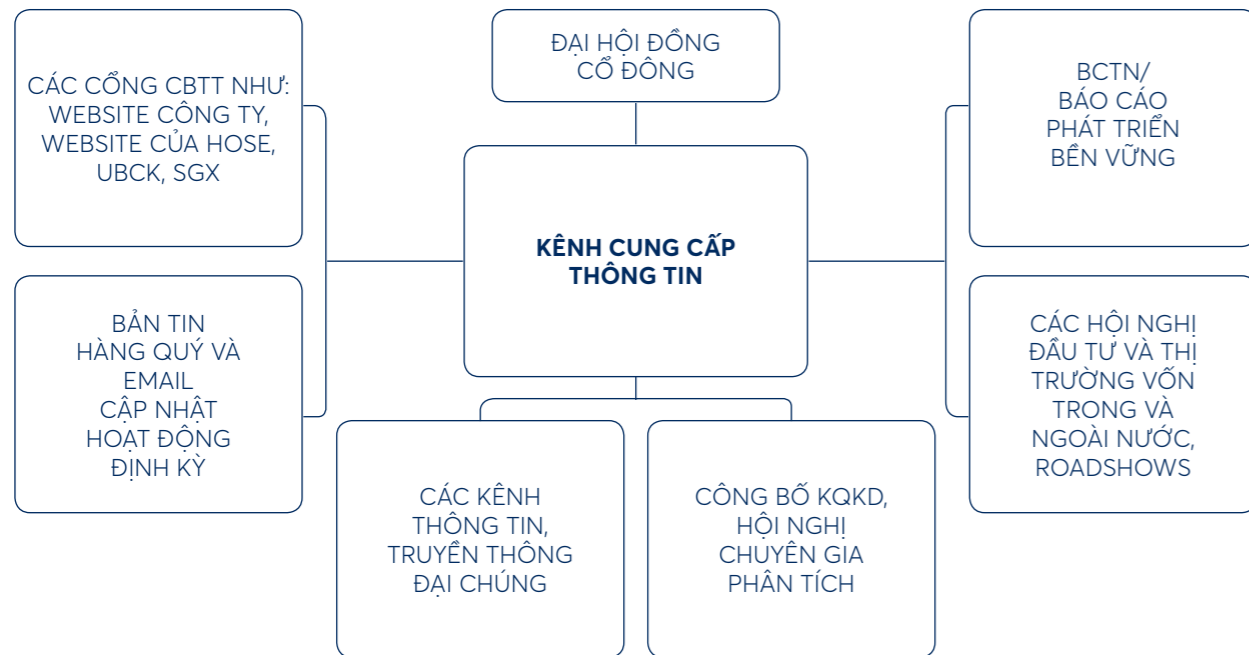 ĐẠI HỘI ĐỒNG
CỔ ĐÔNG
CÁC CỔNG CBTT NHƯ:
WEBSITE CÔNG TY,
WEBSITE CỦA HOSE,
UBCK, SGX
BCTN/
BÁO CÁO
PHÁT TRIỂN
BỀN VỮNG
KÊNH CUNG CẤP
THÔNG TIN
BẢN TIN
HÀNG QUÝ VÀ
EMAIL
CẬP NHẬT
HOẠT ĐỘNG
ĐỊNH KỲ
CÁC HỘI NGHỊ
ĐẦU TƯ VÀ THỊ
TRƯỜNG VỐN
TRONG VÀ
NGOÀI NƯỚC,
ROADSHOWS
CÁC KÊNH
THÔNG TIN,
TRUYỀN THÔNG
ĐẠI CHÚNG
CÔNG BỐ KQKD,
HỘI NGHỊ
CHUYÊN GIA
PHÂN TÍCH